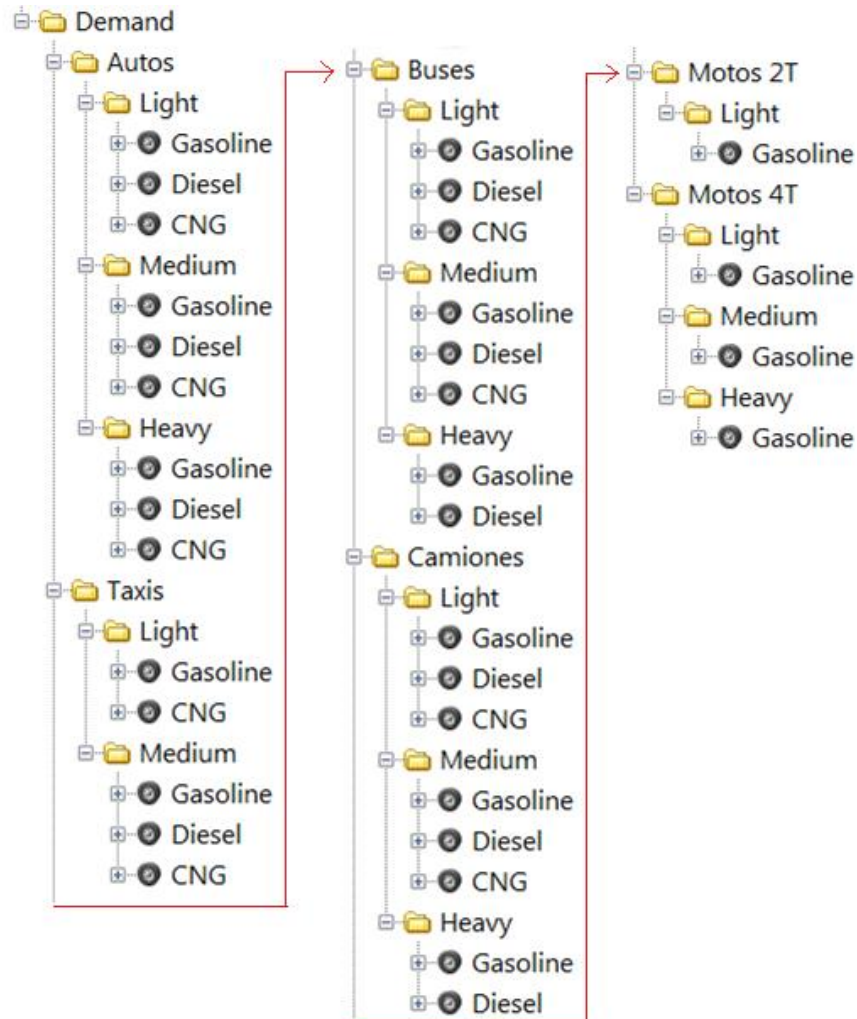 Demand
Autos
Light
Gasoline
Diesel
CNG
Medium
Gasoline
Diesel
CNG
Heavy
Gasoline
Diesel
CNG
Taxis
Light
Gasoline
CNG
Medium
Gasoline
Diesel
CNG
Buses
Light
Gasoline
Diesel
CNG
Medium
Gasoline
Diesel
CNG
Heavy
Gasoline
Diesel
Camiones
Light
Gasoline
Diesel
CNG
Medium
Gasoline
Diesel
CNG
Heavy
Gasoline
Diesel
Motos 2T
Light
Gasoline
Motos 4T
Light
Gasoline
Medium
Gasoline
Heavy
Gasoline